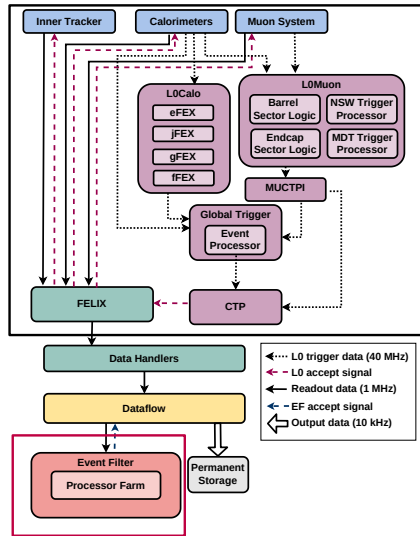 Inner Tracker
Calorimeters
Muon System
L0Calo
eFEX
jFEX
gFEX
fFEX
L0Muon
Barrel
Sector Logic
NSW Trigger
Processor
Endcap
Sector Logic
MDT Trigger
Processor
MUCTPI
Global Trigger
Event
Processor
FELIX
CTP
Data Handlers
Dataflow
Event Filter
Processor Farm
Permanent
Storage
L0 trigger data (40 MHz)
L0 accept signal
Readout data (1 MHz)
EF accept signal
Output data (10 kHz)